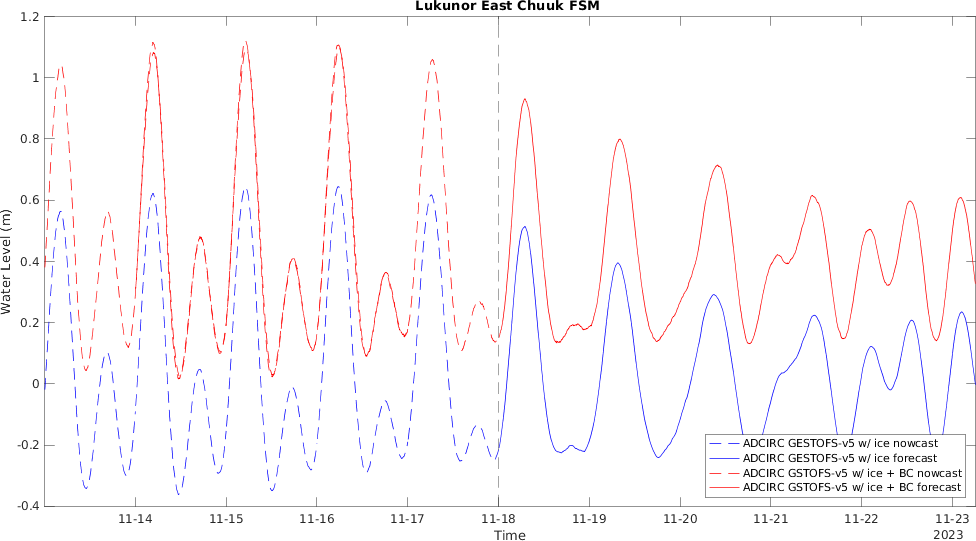 Lukunor East Chuuk FSM
1.2
1
0.8
0.6
0.4
0.2
0
-0.2
-0.4
Water Level (m)
ADCIRC GESTOFS-v5 w/ ice nowcast
ADCIRC GESTOFS-v5 w/ ice forecast
ADCIRC GSTOFS-v5 w/ ice + BC nowcast
ADCIRC GSTOFS-v5 w/ ice + BC forecast
11-14 11-15 11-16 11-17 11-18 11-19 11-20 11-21 11-22 11-23
Time
2023